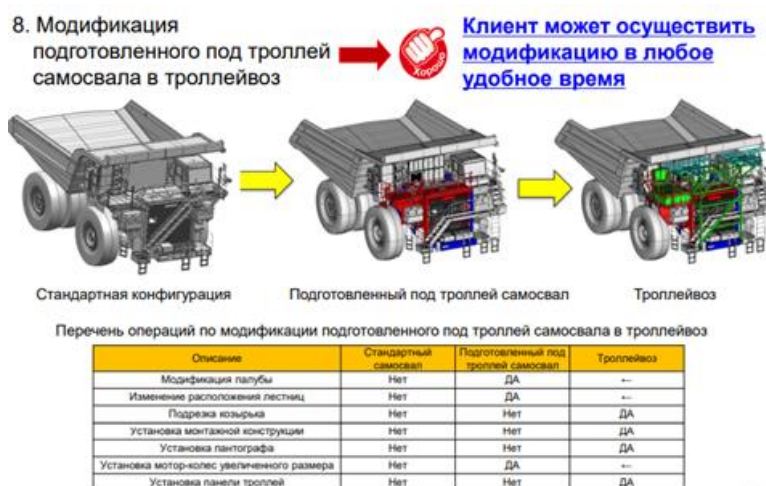 8. Модификация
подготовленного под троллей
самосвала в троллейвоз
Хорошо
Клиент может осуществить
модификацию в любое
удобное время
Стандартная конфигурация
Подготовленный под троллей самосвал
Троллейвоз
Перечень операций по модификации подготовленного под троллей самосвала в троллейвоз
Описание Стандартный самосвал Подготовленный под троллей самосвал Троллейвоз
Модификация палубы Нет ДА ←
Изменение расположения лестниц Нет ДА ←
Подрезка козырька Нет Нет ДА
Установка монтажной конструкции Нет Нет ДА
Установка пантографа Нет Нет ДА
Установка мотор-колес увеличенного размера Нет ДА ←
Установка панели троллей Нет Нет ДА